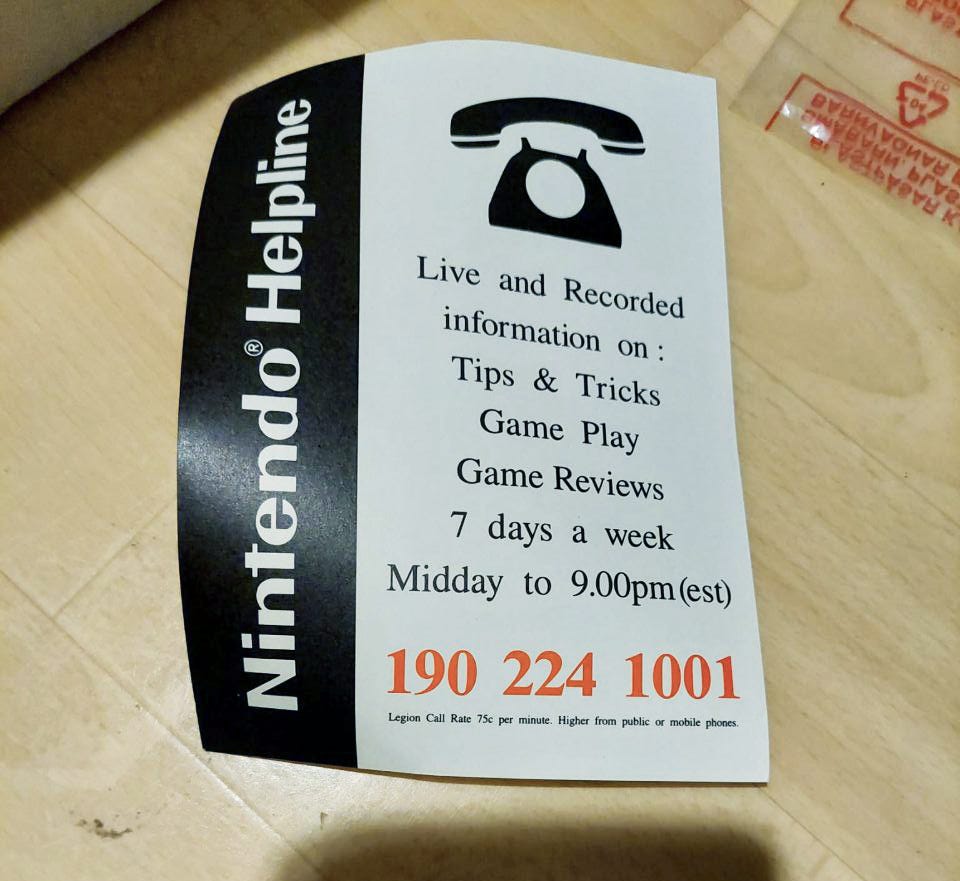 Nintendo® Helpline
Live and Recorded
information on :
Tips & Tricks
Game Play
Game Reviews
7 days a week
Midday to 9.00pm (est)
190 224 1001
Legion Call Rate 75c per minute. Higher from public or mobile phones.